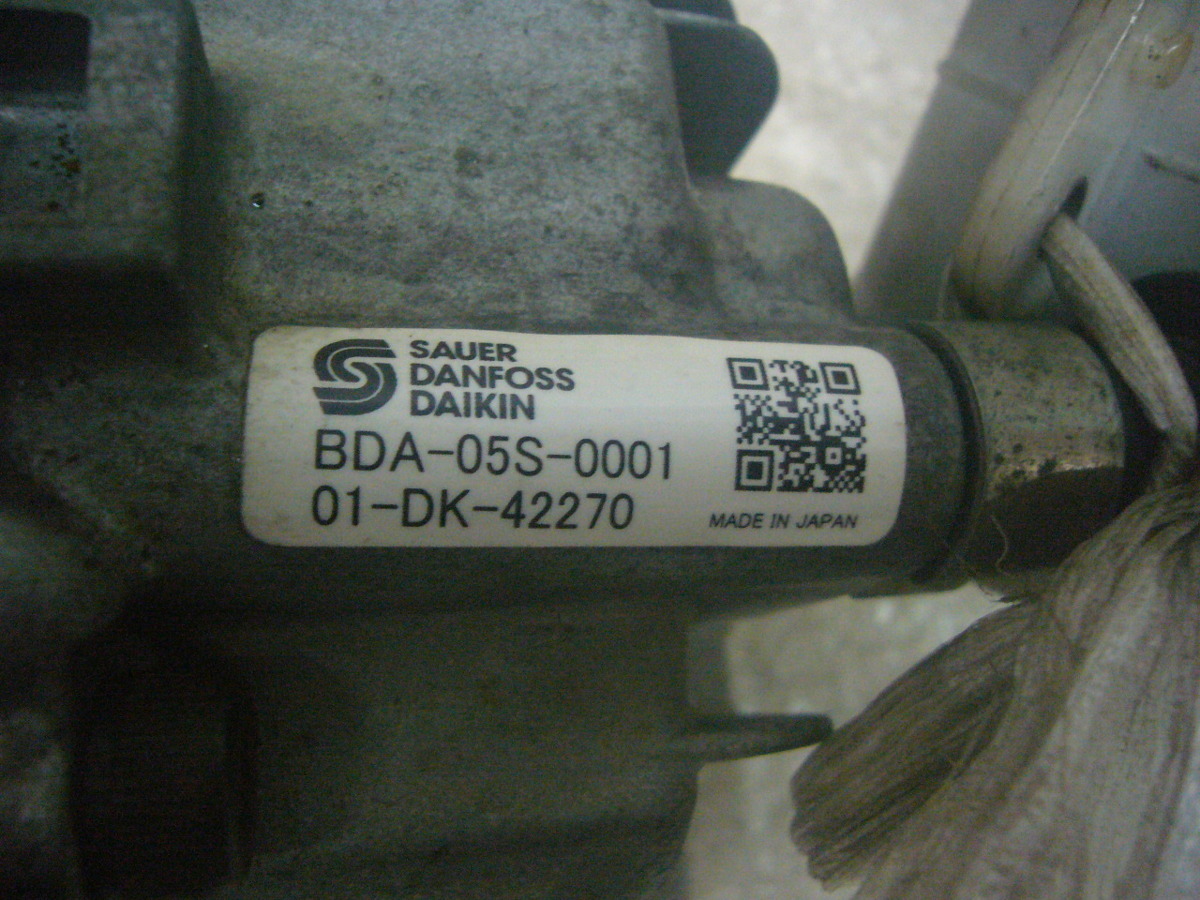 SAUER
DANFOSS
DAIKIN
BDA-05S-0001
01-DK-42270
MADE IN JAPAN